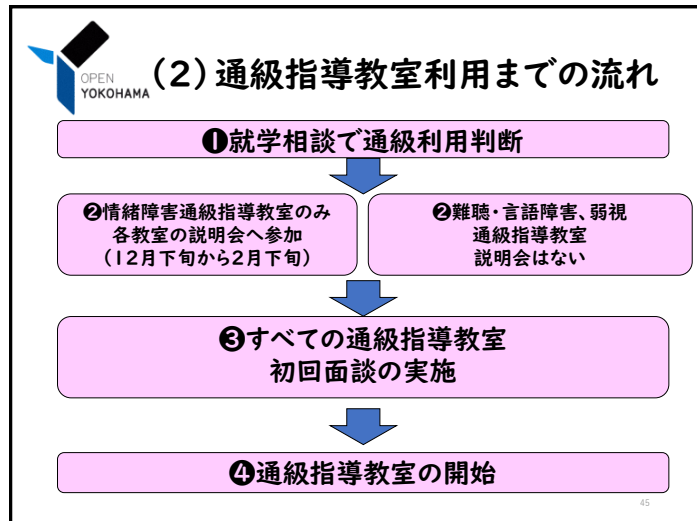 OPEN
YOKOHAMA
(2)通級指導教室利用までの流れ
❶就学相談で通級利用判断
❷情緒障害通級指導教室のみ
各教室の説明会へ参加
(12月下旬から2月下旬)
❷難聴・言語障害、弱視
通級指導教室
説明会はない
❸すべての通級指導教室
初回面談の実施
❹通級指導教室の開始
45